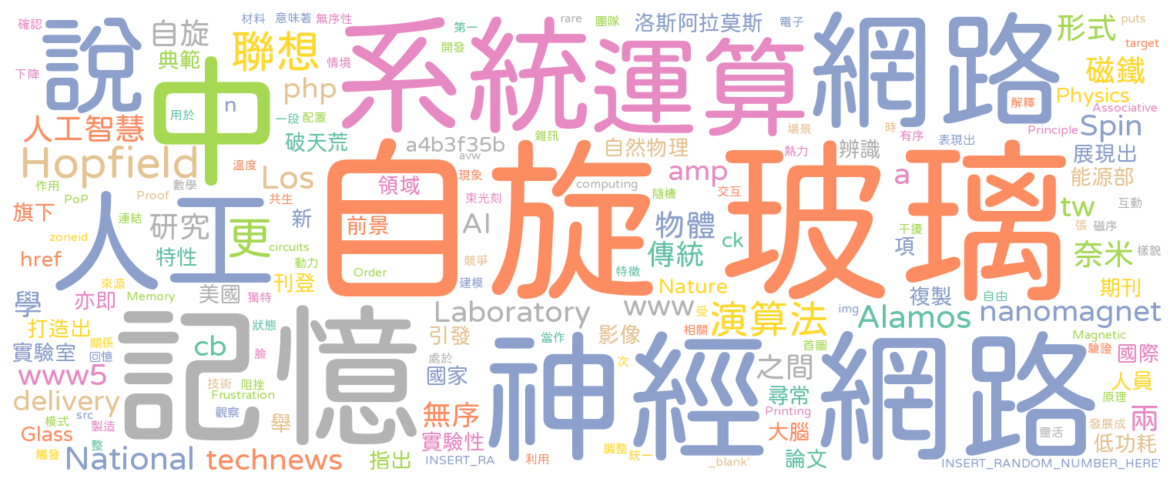 確認 材料 意味著 無序性 rare 團隊 電子 puts
自旋 聯想 第一 洛斯阿拉莫斯 形式 target
下降 典範 說 系統運算 網路 開發 情境 磁鐵
中 用於 n php 一段 配置 解釋 Physics Associative
人工智慧 破天荒 a4b3f35b 雜訊 場景 時 有序 表現出 Principle Spin
Hopfield 溫度 數學 avw 自然物理 辨識 熱力 展現出
作用 PoP Proof 共生 Los 領域 現象 computing amp 隨機 交互 a 能源部
旗下 連結 人工 研究 更 新 前景 AI 束光刻 自旋玻璃 物體 干擾 tw 互動 磁序
zoneid 特性 circuits 傳統 ck 項 張 奈米 樣貌
href 來源 亦即 美國 刊登 動力 Order 競爭 建模 特徵 Nature 複製 自由 期刊
學 Memory 獨特 Laboratory www 受 img nanomagnet
打造出 關係 狀態 記憶 引發 當作 影像 相關 演算法 Alamos 首圖 Magnetic
實驗室 回憶 cb 臉 處於 之間 次 驗證 國際
www5 技術 阻挫 國家 神經網路 尋常 人員
delivery 模式 src 製造 Frustration 觀察 舉 無序 Printing 大腦 原理 兩
Glass 整 實驗性 調整 靈活 發展成 低功耗
觸發 National technews 指出 INSERT_RA 利用 _blank' 統一 論文 INSERT_RANDOM_NUMBER_HERE'